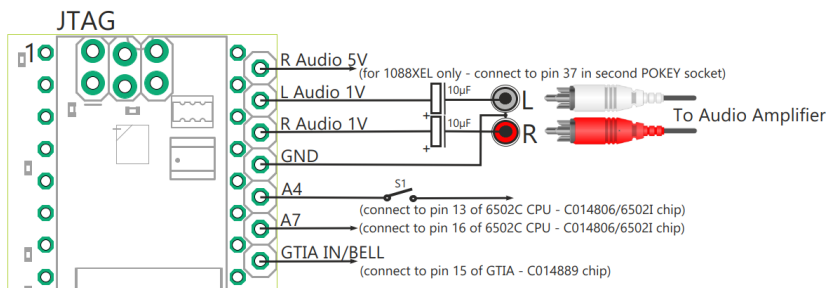 JTAG
1
R Audio 5V
(for 1088XEL only - connect to pin 37 in second POKEY socket)
L Audio 1V
10µF
+
L
R Audio 1V
10µF
+
R
To Audio Amplifier
GND
A4
S1
(connect to pin 13 of 6502C CPU - C014806/6502I chip)
A7
(connect to pin 16 of 6502C CPU - C014806/6502I chip)
GTIA IN/BELL
(connect to pin 15 of GTIA - C014889 chip)